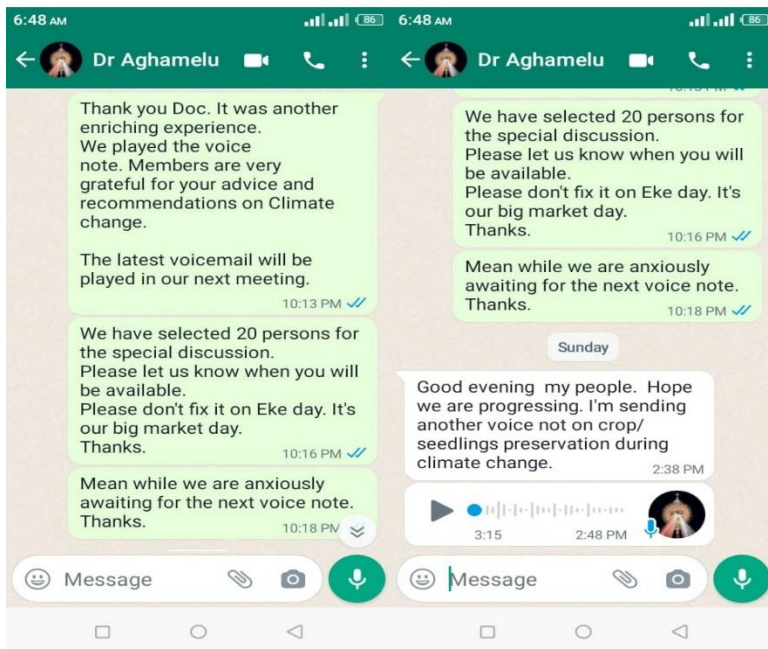 6:48 AM
86
Dr Aghamelu
Thank you Doc. It was another
enriching experience.
We played the voice
note. Members are very
grateful for your advice and
recommendations on Climate
change.
The latest voicemail will be
played in our next meeting.
10:13 PM
We have selected 20 persons for
the special discussion.
Please let us know when you will
be available.
Please don't fix it on Eke day. It's
our big market day.
Thanks.
10:16 PM
Mean while we are anxiously
awaiting for the next voice note.
Thanks.
10:18 PM
Message
6:48 AM
86
Dr Aghamelu
We have selected 20 persons for
the special discussion.
Please let us know when you will
be available.
Please don't fix it on Eke day. It's
our big market day.
Thanks.
10:16 PM
Mean while we are anxiously
awaiting for the next voice note.
Thanks.
10:18 PM
Sunday
Good evening my people. Hope
we are progressing. I'm sending
another voice not on crop/
seedlings preservation during
climate change.
2:38 PM
3:15 2:48 PM
Message